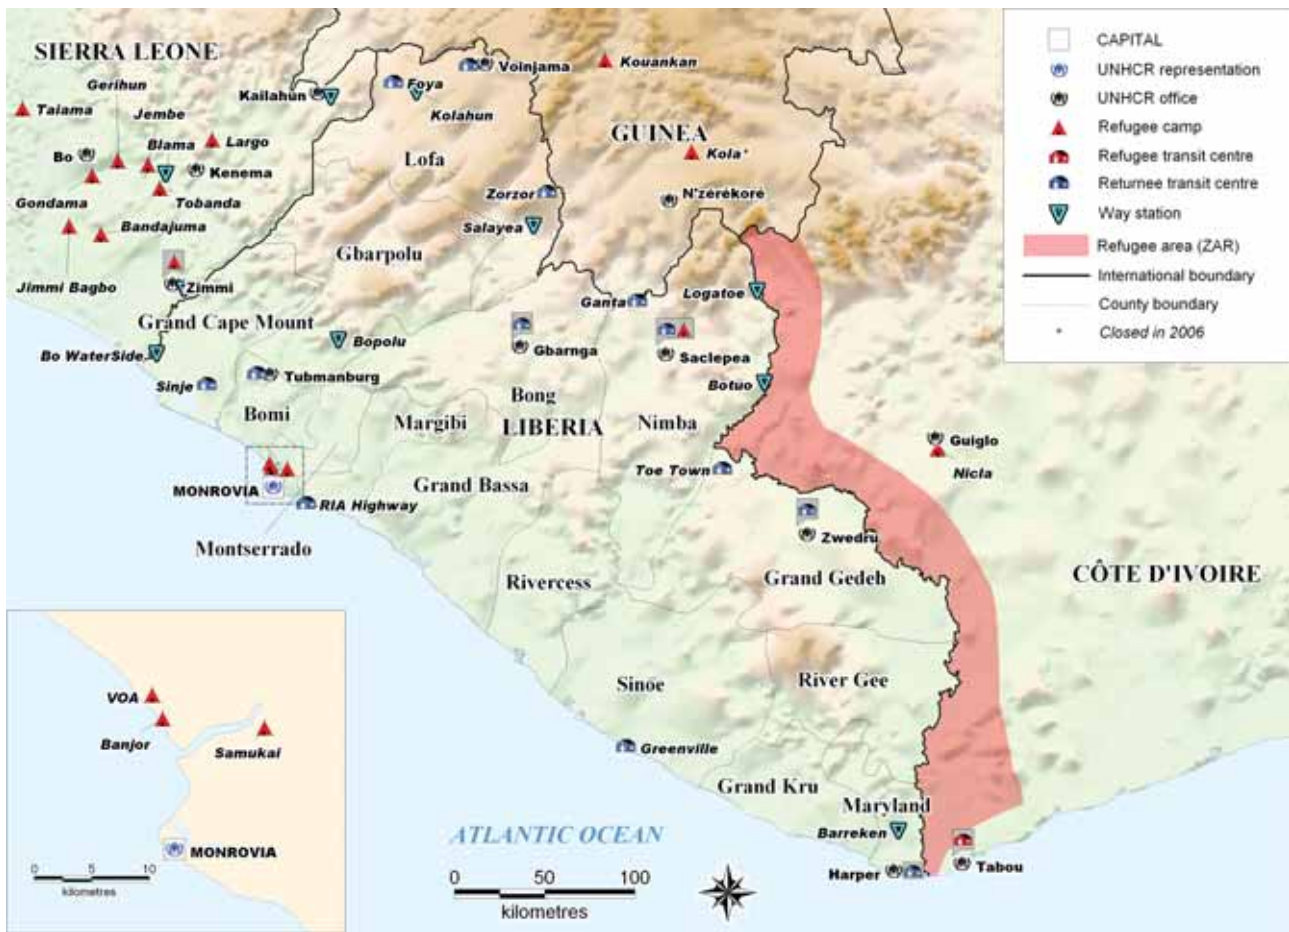 SIERRA LEONE
Gerihun
Taiama
Jembe
Blama
Largo
Bo
Kenema
Gondama
Tobanda
Bandajuma
Jimmi Bagbo
Zimmi
Kailahun
Foya
Kolahun
Voinjama
Lofa
Kouankan
GUINEA
Kola*
N'zérékoré
Zorzor
Salayea
Gbarpolu
Ganta
Logatoe
Grand Cape Mount
Bo WaterSide
Bopolu
Gbarnga
Saclepea
Sinje
Tubmanburg
Botuo
Bong
Bomi
Margibi
LIBERIA
Nimba
Guiglo
Nicla
Toe Town
MONROVIA
Grand Bassa
RIA Highway
Montserrado
Zwedru
Rivercess
Grand Gedeh
CÔTE D'IVOIRE
Sinoe
River Gee
Greenville
Grand Kru
Maryland
Barreken
Harper
Tabou
ATLANTIC OCEAN
0 50 100
kilometres
VOA
Banjor
Samukai
MONROVIA
0 5 10
kilometres
CAPITAL
UNHCR representation
UNHCR office
Refugee camp
Refugee transit centre
Returnee transit centre
Way station
Refugee area (ZAR)
International boundary
County boundary
* Closed in 2006